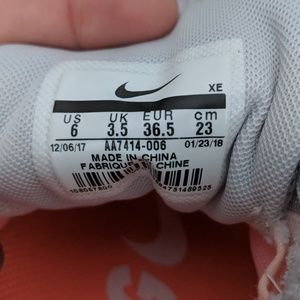 XE
US UK EUR cm
6 3.5 36.5 23
12/06/17 AA7414-006 01/23/18
MADE IN CHINA
FABRIQUE CHINE